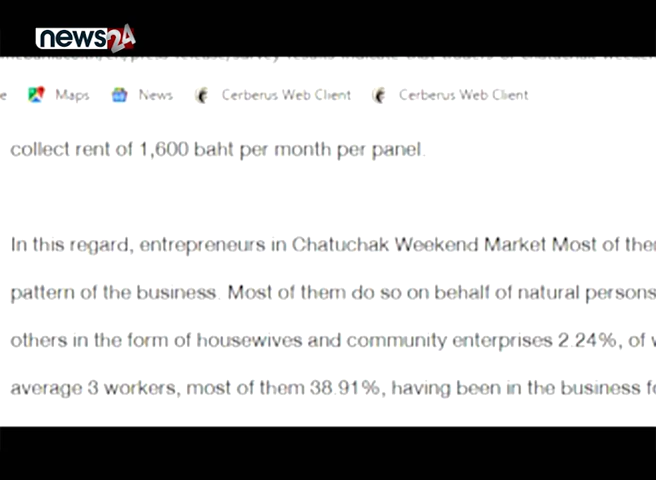 news24
e Maps News Cerberus Web Client Cerberus Web Client
collect rent of 1,600 baht per month per panel.
In this regard, entrepreneurs in Chatuchak Weekend Market Most of the
pattern of the business. Most of them do so on behalf of natural persons
others in the form of housewives and community enterprises 2.24%, of
average 3 workers, most of them 38.91%, having been in the business f